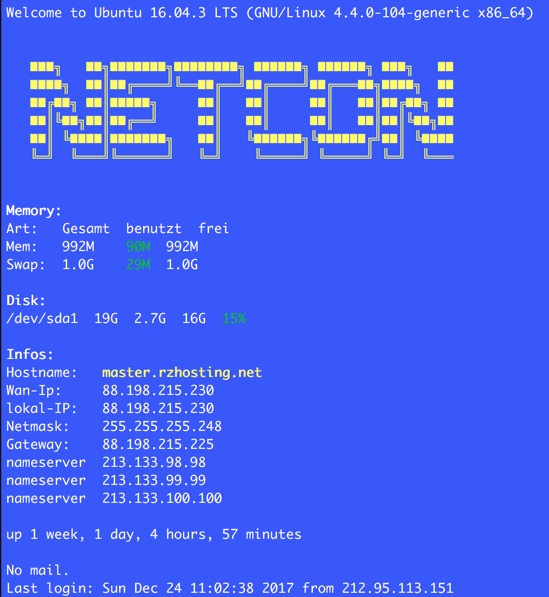 Welcome to Ubuntu 16.04.3 LTS (GNU/Linux 4.4.0-104-generic x86_64)
NETCON
Memory:
Art: Gesamt benutzt frei
Mem: 992M 90M 992M
Swap: 1.0G 29M 1.0G
Disk:
/dev/sda1 19G 2.7G 16G 15%
Infos:
Hostname: master.rzhosting.net
Wan-Ip: 88.198.215.230
lokal-IP: 88.198.215.230
Netmask: 255.255.255.248
Gateway: 88.198.215.225
nameserver 213.133.98.98
nameserver 213.133.99.99
nameserver 213.133.100.100
up 1 week, 1 day, 4 hours, 57 minutes
No mail.
Last login: Sun Dec 24 11:02:38 2017 from 212.95.113.151